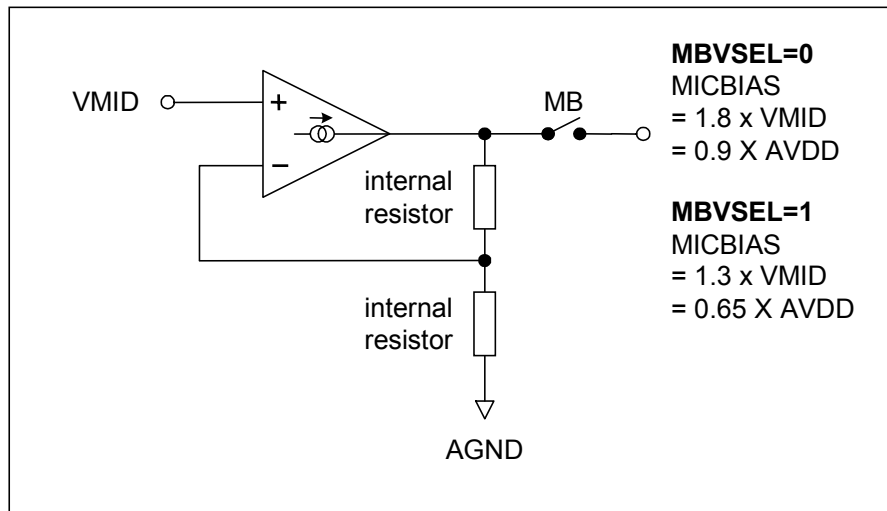 VMID
+
−
MB
internal
resistor
internal
resistor
AGND
MBVSEL=0
MICBIAS
= 1.8 x VMID
= 0.9 X AVDD
MBVSEL=1
MICBIAS
= 1.3 x VMID
= 0.65 X AVDD